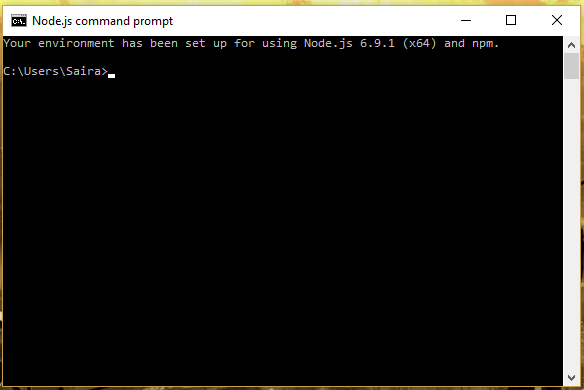 Node.js command prompt
Your environment has been set up for using Node.js 6.9.1 (x64) and npm.
C:\Users\Saira>